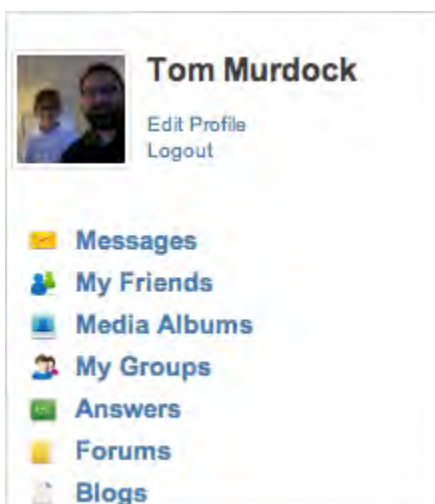 Tom Murdock
Edit Profile
Logout
Messages
My Friends
Media Albums
My Groups
Answers
Forums
Blogs